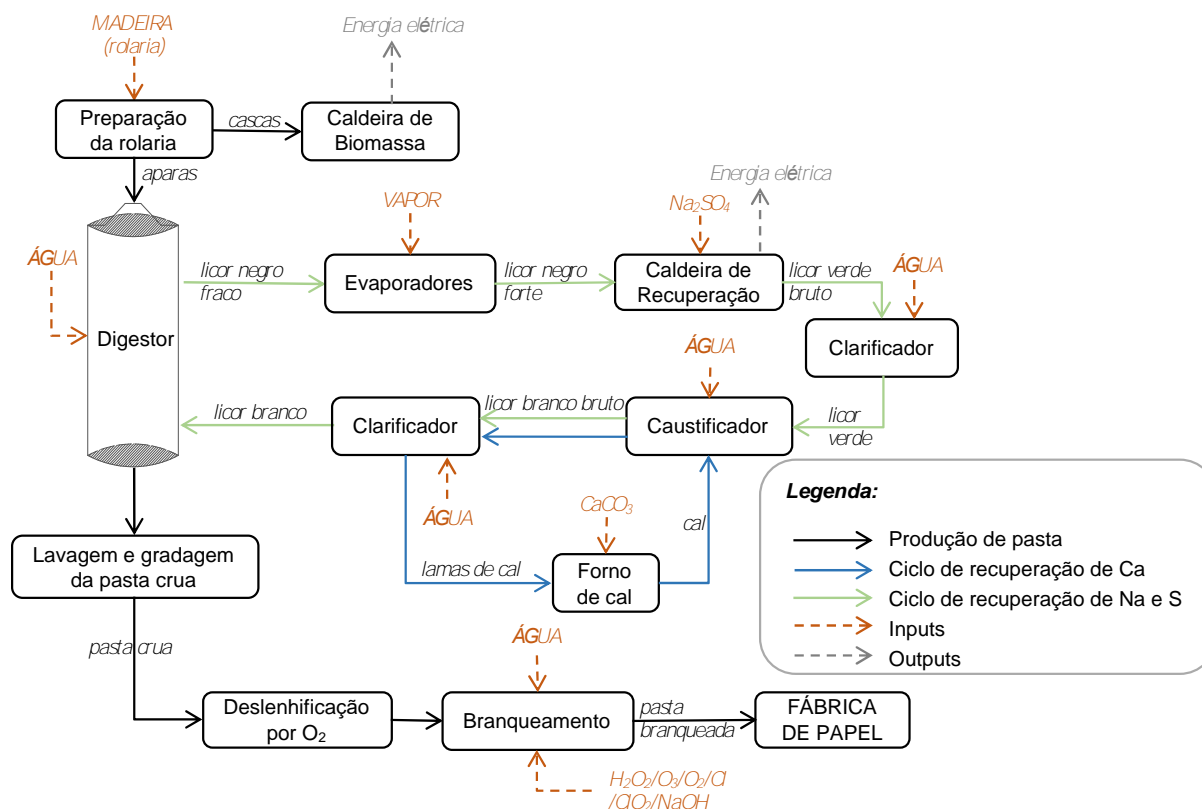 MADEIRA
(rolaria)
Energia elétrica
Preparação
da rolaria
cascas
Caldeira de
Biomassa
aparas
Energia elétrica
VAPOR
Na₂SO₄
ÁGUA
licor negro
fraco
Evaporadores
licor negro
forte
Caldeira de
Recuperação
licor verde
bruto
ÁGUA
Digestor
Clarificador
ÁGUA
licor branco
Clarificador
licor branco bruto
Caustificador
licor
verde
ÁGUA
CaCO₃
cal
Lavagem e gradagem
da pasta crua
lamas de cal
Forno
de cal
Legenda:
Produção de pasta
Ciclo de recuperação de Ca
Ciclo de recuperação de Na e S
Inputs
Outputs
pasta crua
ÁGUA
Deslenhificação
por O₂
Branqueamento
pasta
branqueada
FÁBRICA
DE PAPEL
H₂O₂/O₃/O₂/Cl
/ClO₂/NaOH